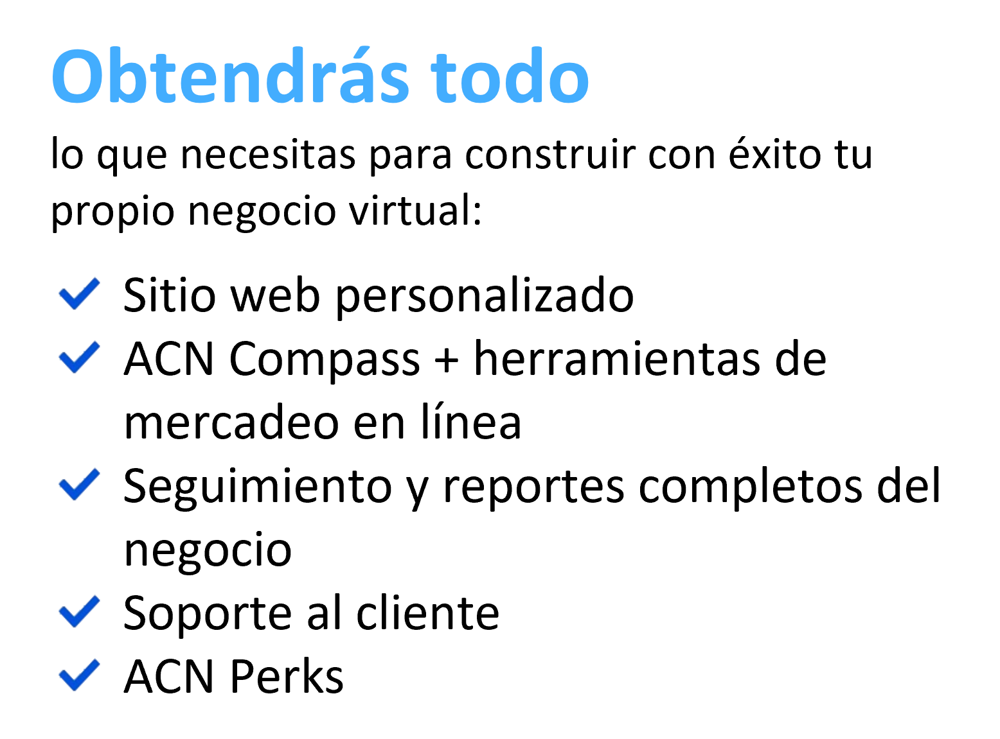 Obtendrás todo
lo que necesitas para construir con éxito tu
propio negocio virtual:
Sitio web personalizado
ACN Compass + herramientas de
mercadeo en línea
Seguimiento y reportes completos del
negocio
Soporte al cliente
ACN Perks